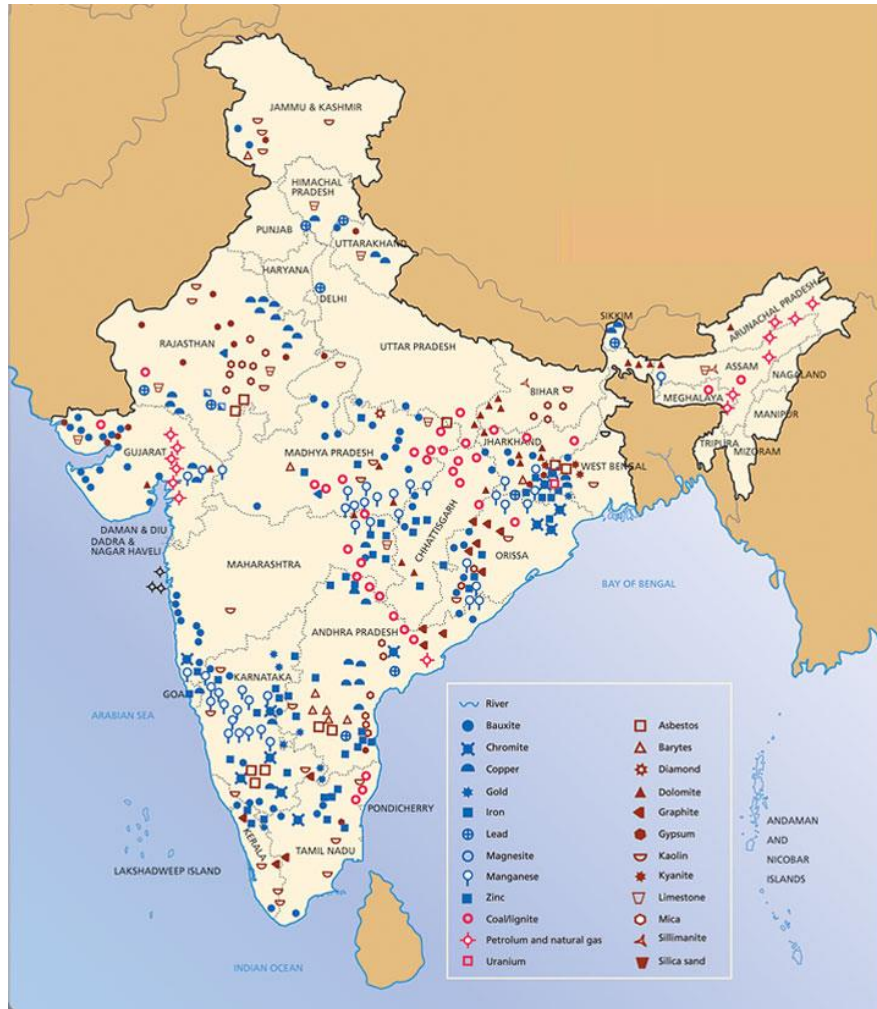 JAMMU & KASHMIR
HIMACHAL
PRADESH
PUNJAB
UTTARAKHAND
HARYANA
DELHI
RAJASTHAN
UTTAR PRADESH
SIKKIM
ARUNACHAL PRADESH
ASSAM
NAGALAND
MEGHALAYA
MANIPUR
TRIPURA
MIZORAM
BIHAR
JHARKHAND
WEST BENGAL
GUJARAT
MADHYA PRADESH
CHHATTISGARH
ORISSA
DAMAN & DIU
DADRA &
NAGAR HAVELI
MAHARASHTRA
BAY OF BENGAL
ANDHRA PRADESH
KARNATAKA
GOA
ARABIAN SEA
PONDICHERRY
KERALA
TAMIL NADU
LAKSHADWEEP ISLAND
INDIAN OCEAN
ANDAMAN
AND
NICOBAR
ISLANDS
River
Bauxite
Chromite
Copper
Gold
Iron
Lead
Magnesite
Manganese
Zinc
Coal/lignite
Petrolum and natural gas
Uranium
Asbestos
Barytes
Diamond
Dolomite
Graphite
Gypsum
Kaolin
Kyanite
Limestone
Mica
Sillimanite
Silica sand